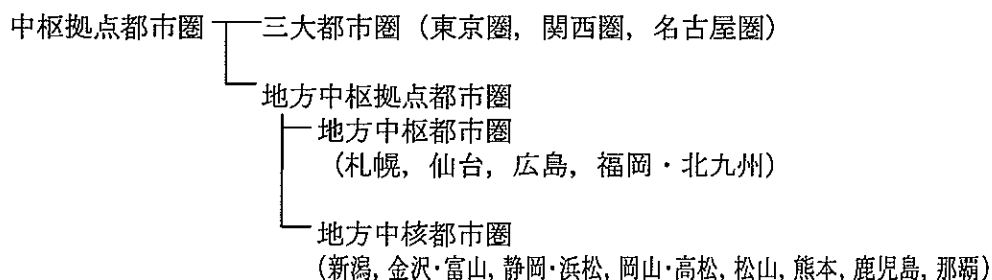 中枢拠点都市圏 三大都市圏（東京圏，関西圏，名古屋圏）
地方中枢拠点都市圏
地方中枢都市圏
（札幌，仙台，広島，福岡・北九州）
地方中核都市圏
（新潟，金沢・富山，静岡・浜松，岡山・高松，松山，熊本，鹿児島，那覇）